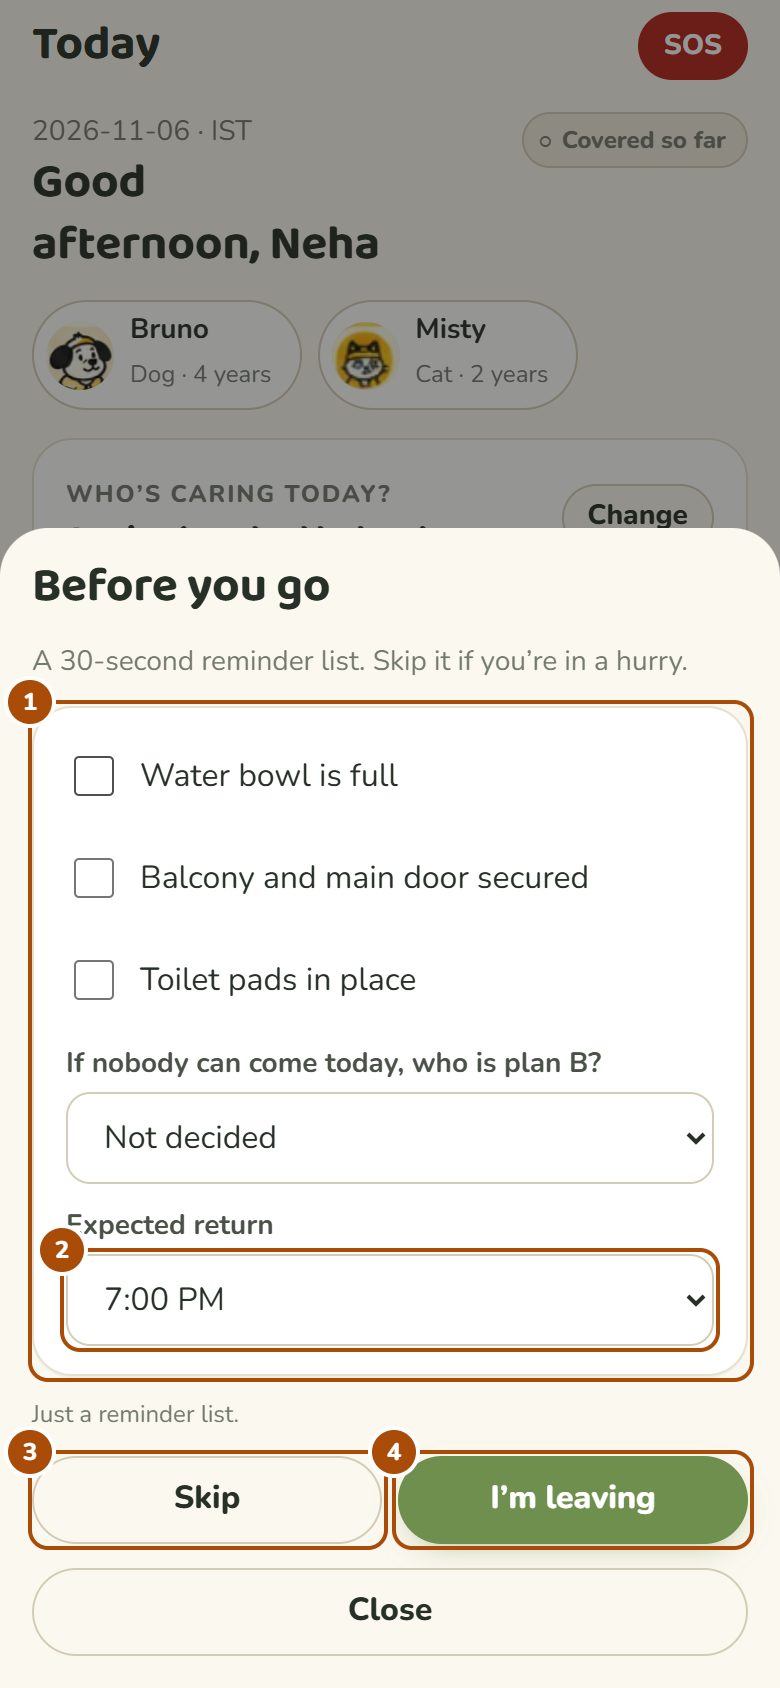 Today
SOS
2026-11-06 · IST
Covered so far
Good
afternoon, Neha
Bruno
Dog · 4 years
Misty
Cat · 2 years
WHO’S CARING TODAY?
Change
Before you go
A 30-second reminder list. Skip it if you’re in a hurry.
1
Water bowl is full
Balcony and main door secured
Toilet pads in place
If nobody can come today, who is plan B?
Not decided
Expected return
2
7:00 PM
Just a reminder list.
3
Skip
4
I’m leaving
Close